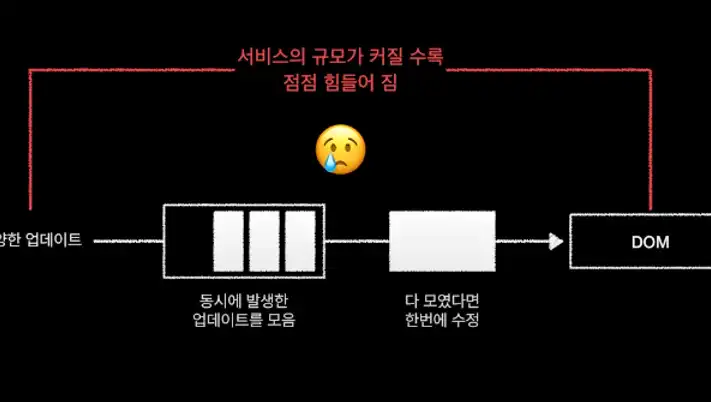 서비스의 규모가 커질 수록
점점 힘들어 짐
업데이트
DOM
동시에 발생한
업데이트를 모음
다 모였다면
한번에 수정